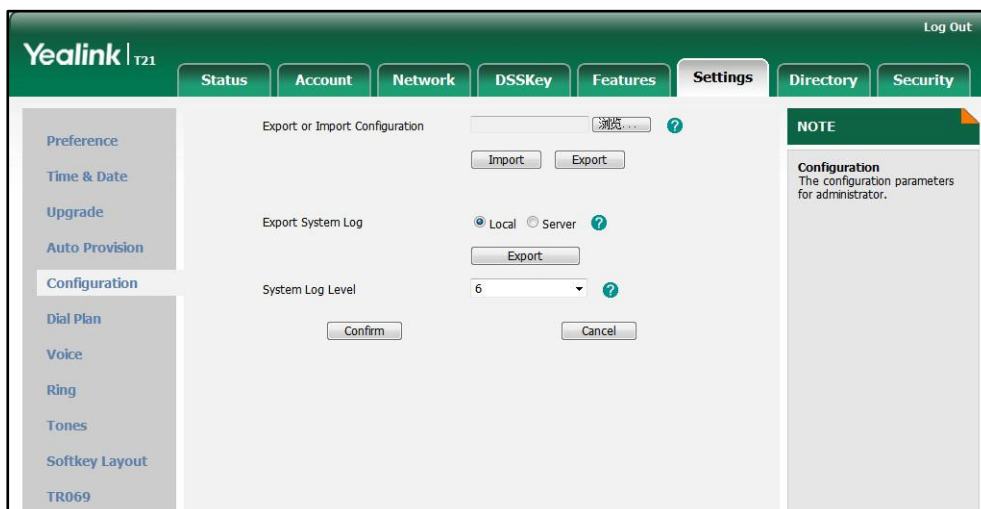 Log Out
Yealink T21
Status Account Network DSSKey Features Settings Directory Security
Preference
Time & Date
Upgrade
Auto Provision
Configuration
Dial Plan
Voice
Ring
Tones
Softkey Layout
TR069
Export or Import Configuration 浏览... ?
Import Export
Export System Log Local Server ?
Export
System Log Level 6 ?
Confirm Cancel
NOTE
Configuration
The configuration parameters
for administrator.